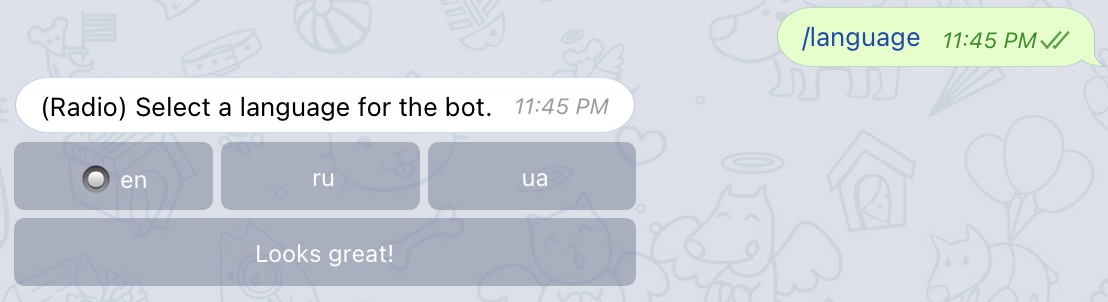 /language 11:45 PM
(Radio) Select a language for the bot. 11:45 PM
🔘 en ru ua
Looks great!